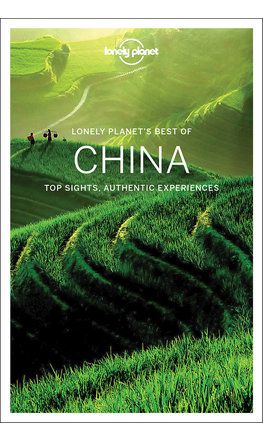 lonely planet
LONELY PLANET'S BEST OF
CHINA
TOP SIGHTS, AUTHENTIC EXPERIENCES